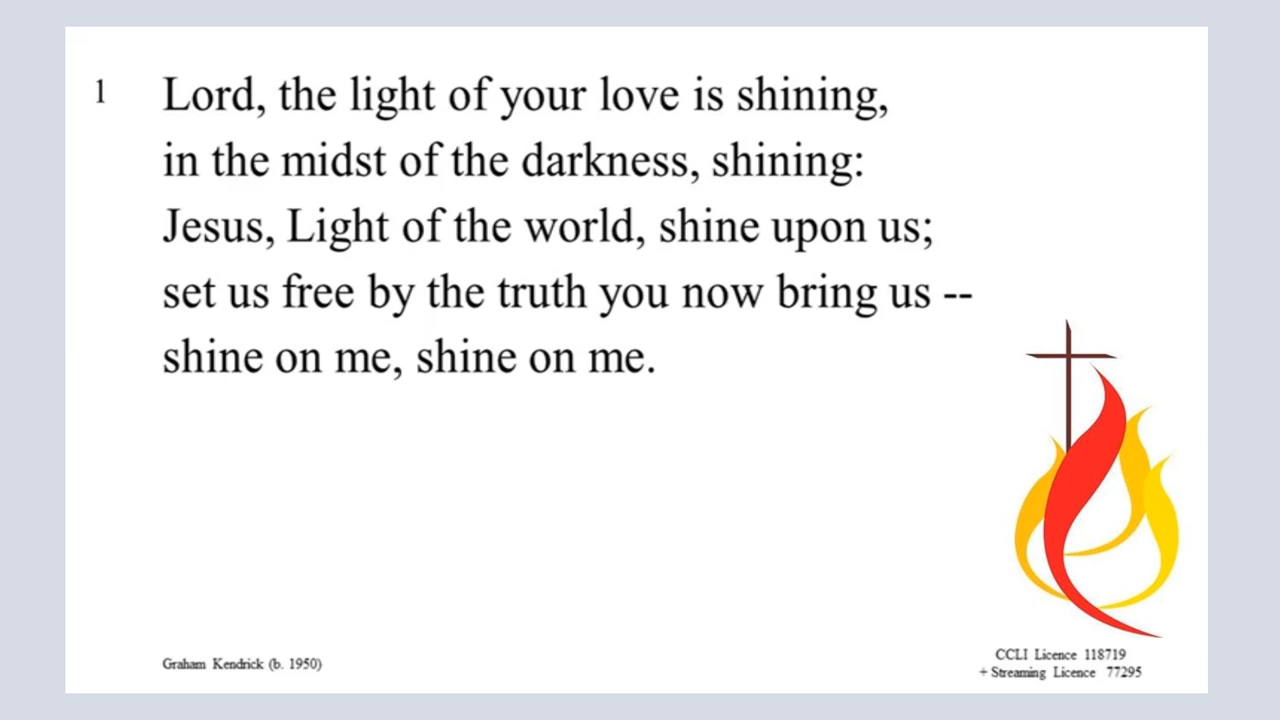 1 Lord, the light of your love is shining,
in the midst of the darkness, shining:
Jesus, Light of the world, shine upon us;
set us free by the truth you now bring us --
shine on me, shine on me.
Graham Kendrick (b. 1950)
CCLI Licence 118719
+ Streaming Licence 77295